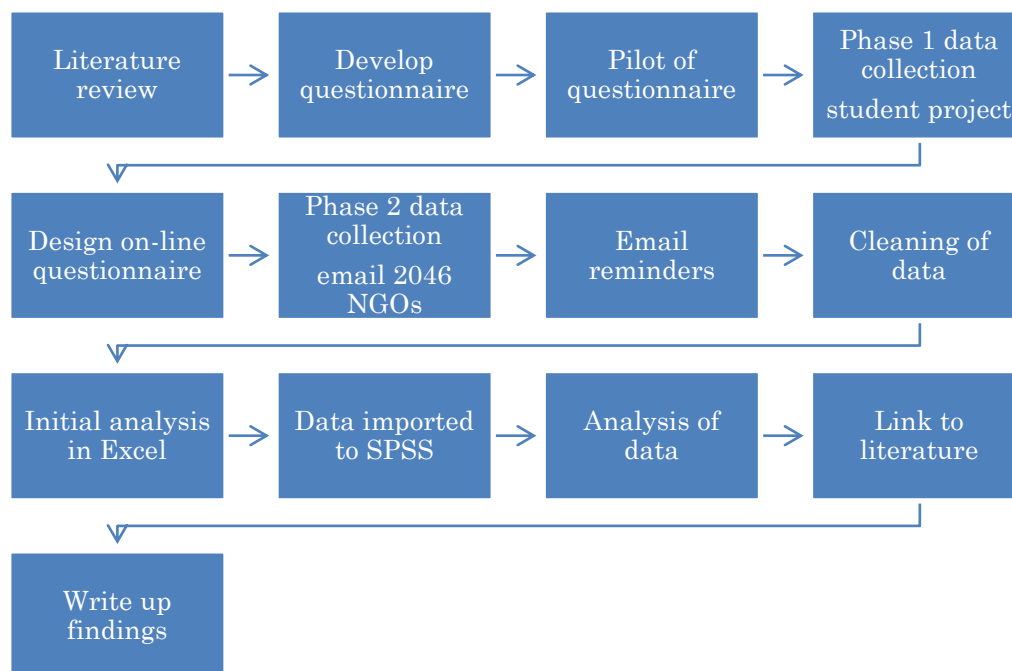 Literature
review
Develop
questionnaire
Pilot of
questionnaire
Phase 1 data
collection
student project
Design on-line
questionnaire
Phase 2 data
collection
email 2046
NGOs
Email
reminders
Cleaning of
data
Initial analysis
in Excel
Data imported
to SPSS
Analysis of
data
Link to
literature
Write up
findings